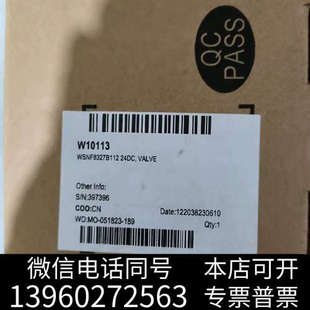 QC
PASS
W10113
WSNF8327B112 24DC, VALVE
Other Info:
S/N:397396
COO:CN
Date:122038230610
WO:MO-051823-189
Qty:1
微信电话同号
本店可开
13960272563
专票普票